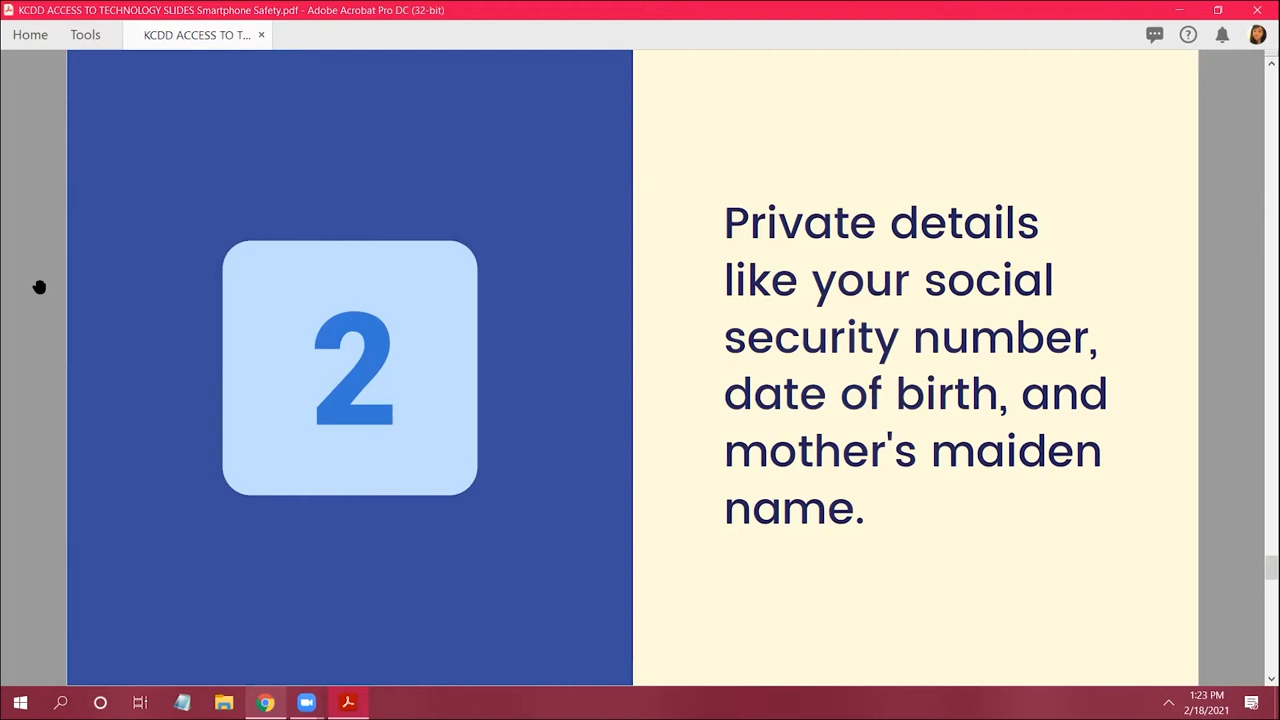 KCDD ACCESS TO TECHNOLOGY SLIDES Smartphone Safety.pdf - Adobe Acrobat Pro DC (32-bit)
Home Tools KCDD ACCESS TO T... ×
2
Private details
like your social
security number,
date of birth, and
mother's maiden
name.
1:23 PM
2/18/2021